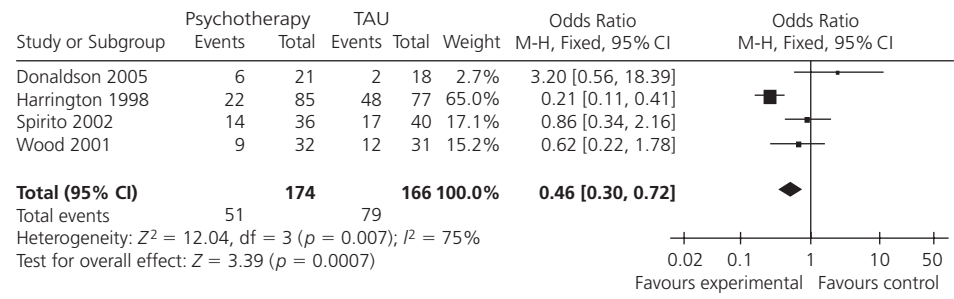 Psychotherapy TAU Odds Ratio Odds Ratio
Study or Subgroup Events Total Events Total Weight M-H, Fixed, 95% CI M-H, Fixed, 95% CI
Donaldson 2005 6 21 2 18 2.7% 3.20 [0.56, 18.39]
Harrington 1998 22 85 48 77 65.0% 0.21 [0.11, 0.41]
Spirito 2002 14 36 17 40 17.1% 0.86 [0.34, 2.16]
Wood 2001 9 32 12 31 15.2% 0.62 [0.22, 1.78]
Total (95% CI) 174 166 100.0% 0.46 [0.30, 0.72]
Total events 51 79
Heterogeneity: Z² = 12.04, df = 3 (p = 0.007); I² = 75%
Test for overall effect: Z = 3.39 (p = 0.0007)
0.02 0.1 1 10 50
Favours experimental Favours control